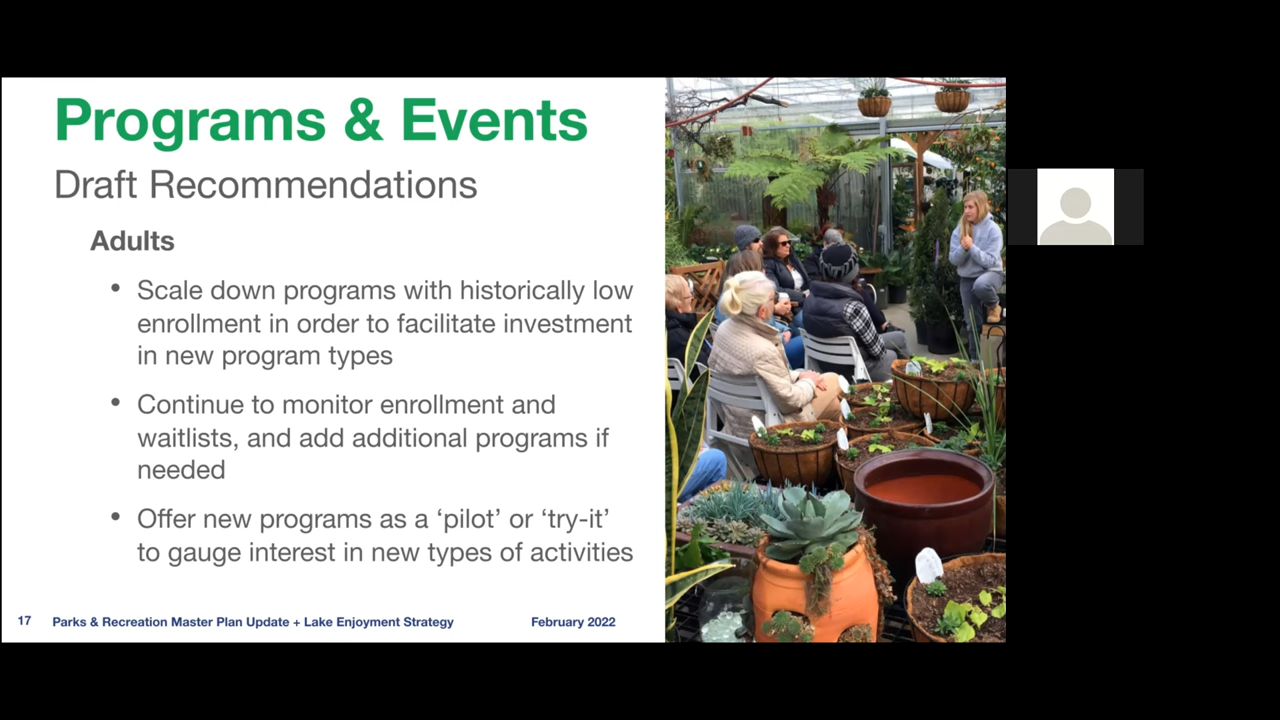 Programs & Events
Draft Recommendations
Adults
• Scale down programs with historically low
enrollment in order to facilitate investment
in new program types
• Continue to monitor enrollment and
waitlists, and add additional programs if
needed
• Offer new programs as a ‘pilot’ or ‘try-it’
to gauge interest in new types of activities
17 Parks & Recreation Master Plan Update + Lake Enjoyment Strategy February 2022